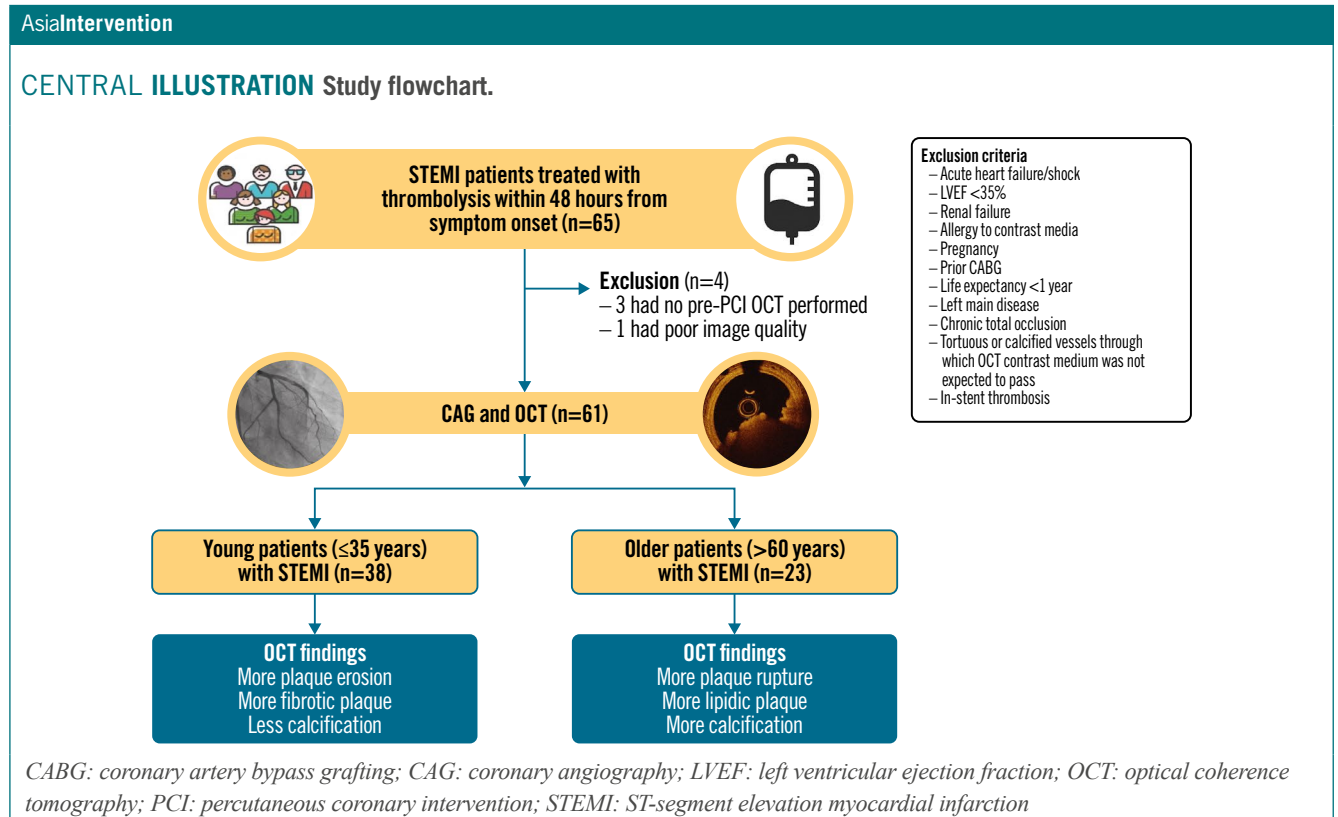 AsiaIntervention
CENTRAL ILLUSTRATION Study flowchart.
STEMI patients treated with
thrombolysis within 48 hours from
symptom onset (n=65)
Exclusion (n=4)
– 3 had no pre-PCI OCT performed
– 1 had poor image quality
Exclusion criteria
– Acute heart failure/shock
– LVEF <35%
– Renal failure
– Allergy to contrast media
– Pregnancy
– Prior CABG
– Life expectancy <1 year
– Left main disease
– Chronic total occlusion
– Tortuous or calcified vessels through
which OCT contrast medium was not
expected to pass
– In-stent thrombosis
CAG and OCT (n=61)
Young patients (≤35 years)
with STEMI (n=38)
Older patients (>60 years)
with STEMI (n=23)
OCT findings
More plaque erosion
More fibrotic plaque
Less calcification
OCT findings
More plaque rupture
More lipidic plaque
More calcification
CABG: coronary artery bypass grafting; CAG: coronary angiography; LVEF: left ventricular ejection fraction; OCT: optical coherence
tomography; PCI: percutaneous coronary intervention; STEMI: ST-segment elevation myocardial infarction